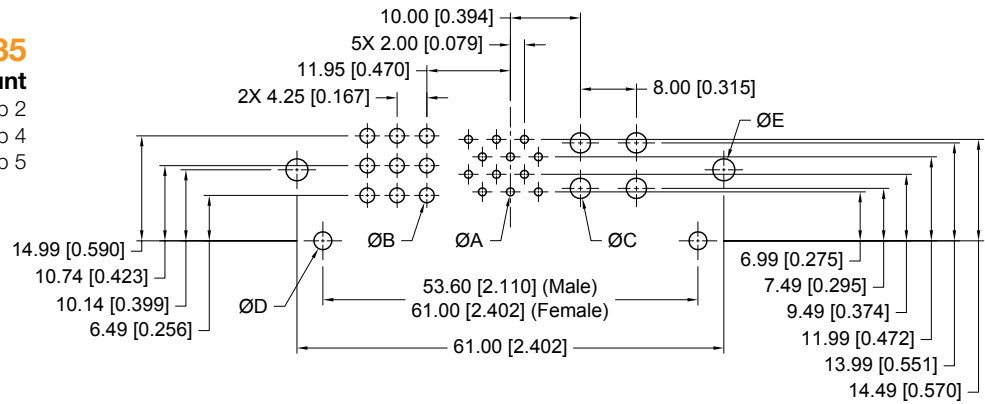 10.00 [0.394]
35
5X 2.00 [0.079]
11.95 [0.470]
2X 4.25 [0.167]
8.00 [0.315]
2
4
5
ØE
ØB
ØA
ØC
ØD
14.99 [0.590]
10.74 [0.423]
10.14 [0.399]
6.49 [0.256]
53.60 [2.110] (Male)
61.00 [2.402] (Female)
61.00 [2.402]
6.99 [0.275]
7.49 [0.295]
9.49 [0.374]
11.99 [0.472]
13.99 [0.551]
14.49 [0.570]